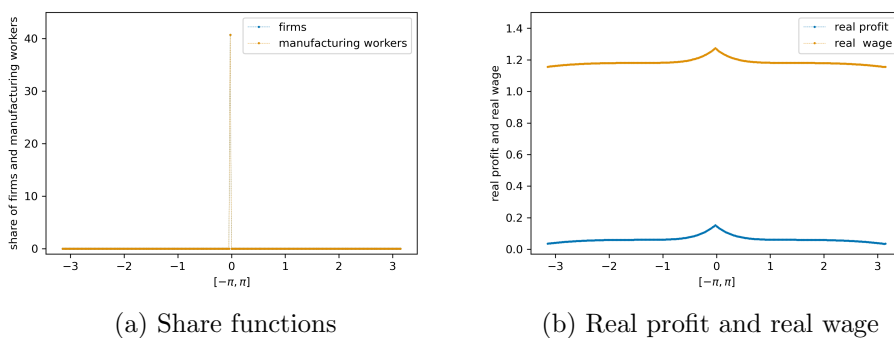 share of firms and manufacturing workers
40
30
20
10
0
−3
−2
−1
0
1
2
3
[−π, π]
firms
manufacturing workers
(a) Share functions
real profit and real wage
1.4
1.2
1.0
0.8
0.6
0.4
0.2
0.0
−3
−2
−1
0
1
2
3
[−π, π]
real profit
real wage
(b) Real profit and real wage